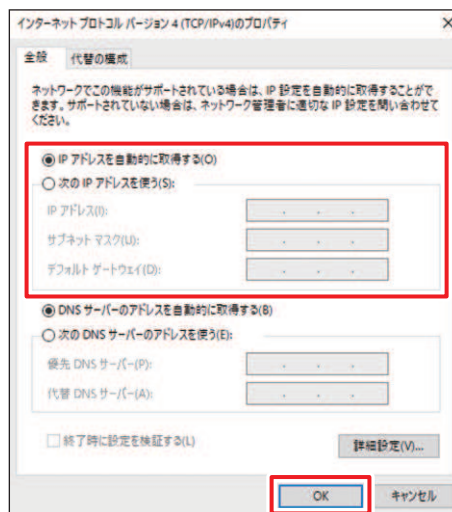 インターネット プロトコル バージョン 4 (TCP/IPv4)のプロパティ
全般 代替の構成
ネットワークでこの機能がサポートされている場合は、IP 設定を自動的に取得することがで
きます。サポートされていない場合は、ネットワーク管理者に適切な IP 設定を問い合わせて
ください。
IP アドレスを自動的に取得する(O)
次の IP アドレスを使う(S):
IP アドレス(I):
サブネット マスク(U):
デフォルト ゲートウェイ(D):
DNS サーバーのアドレスを自動的に取得する(B)
次の DNS サーバーのアドレスを使う(E):
優先 DNS サーバー(P):
代替 DNS サーバー(A):
終了時に設定を検証する(L)
詳細設定(V)...
OK キャンセル